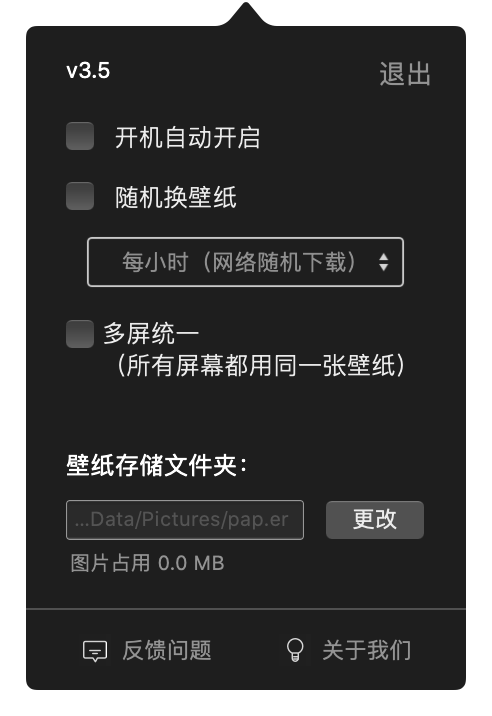 v3.5
退出
开机自动开启
随机换壁纸
每小时（网络随机下载）
多屏统一
（所有屏幕都用同一张壁纸）
壁纸存储文件夹：
...Data/Pictures/pap.er
更改
图片占用 0.0 MB
反馈问题
关于我们